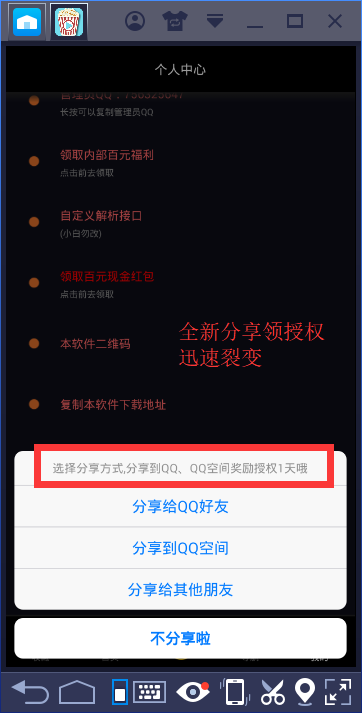 个人中心
长按可以复制管理员QQ
领取内部百元福利
点击前去领取
自定义解析接口
(小白勿改)
领取百元现金红包
点击前去领取
本软件二维码
全新分享领授权
迅速裂变
复制本软件下载地址
选择分享方式,分享到QQ、QQ空间奖励授权1天哦
分享给QQ好友
分享到QQ空间
分享给其他朋友
不分享啦